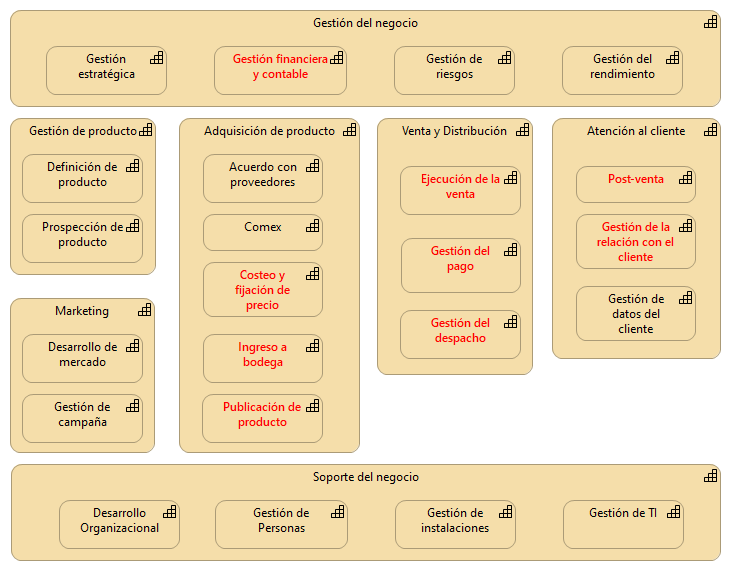 Gestión del negocio
Gestión
estratégica
Gestión financiera
y contable
Gestión de
riesgos
Gestión del
rendimiento
Gestión de producto
Definición de
producto
Prospección de
producto
Marketing
Desarrollo de
mercado
Gestión de
campaña
Adquisición de producto
Acuerdo con
proveedores
Comex
Costeo y
fijación de
precio
Ingreso a
bodega
Publicación de
producto
Venta y Distribución
Ejecución de la
venta
Gestión del
pago
Gestión del
despacho
Atención al cliente
Post-venta
Gestión de la
relación con el
cliente
Gestión de
datos del
cliente
Soporte del negocio
Desarrollo
Organizacional
Gestión de
Personas
Gestión de
instalaciones
Gestión de TI